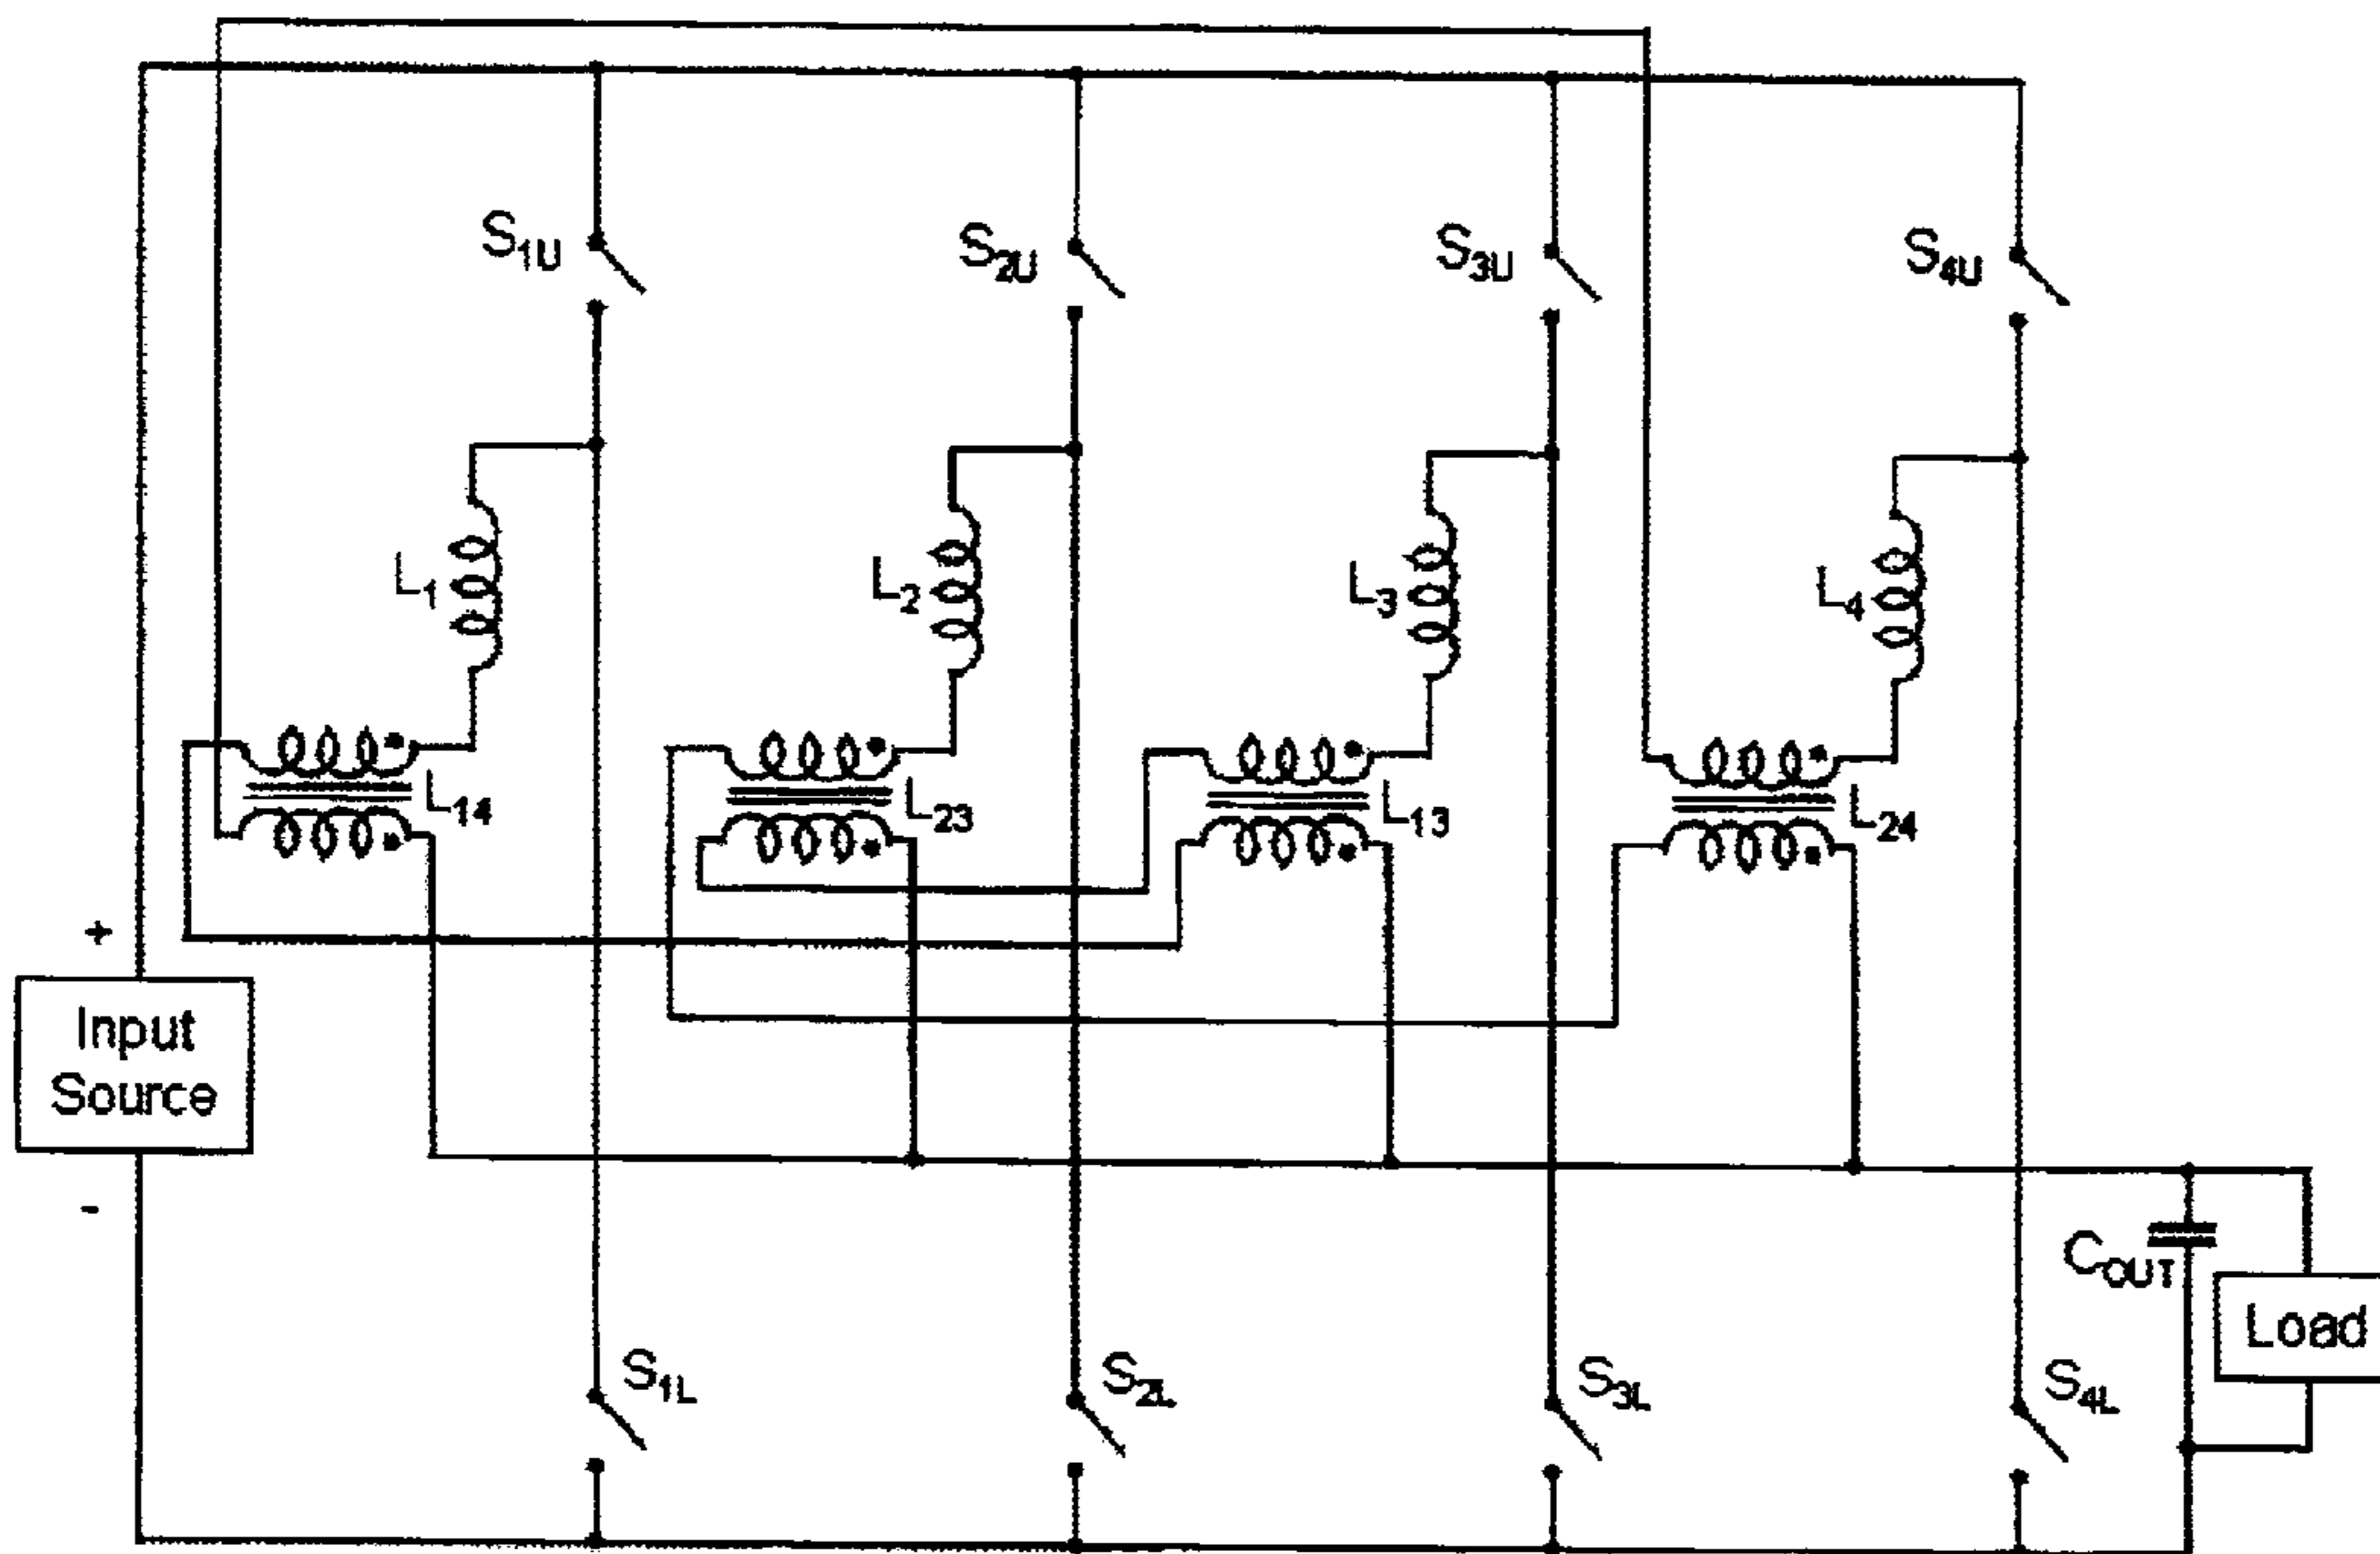 S1U
S2U
S3U
S4U
L1
L2
L3
L4
L14
L23
L13
L24
+
Input
Source
-
COUT
Load
S1L
S2L
S3L
S4L